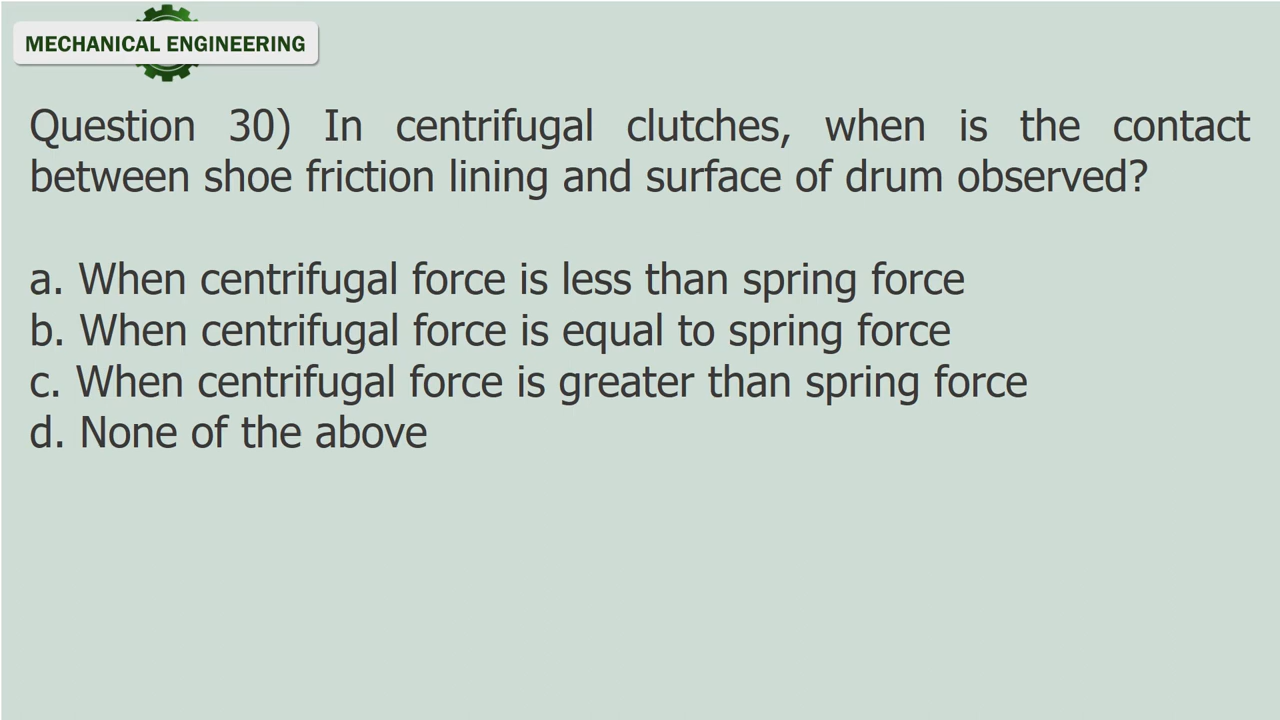 MECHANICAL ENGINEERING
Question 30) In centrifugal clutches, when is the contact
between shoe friction lining and surface of drum observed?
a. When centrifugal force is less than spring force
b. When centrifugal force is equal to spring force
c. When centrifugal force is greater than spring force
d. None of the above